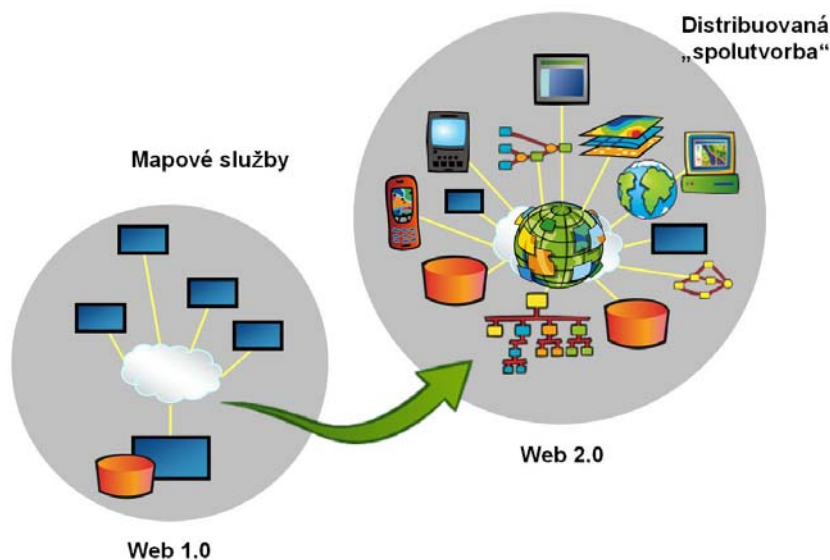 Distribuovaná
„spolutvorba“
Mapové služby
Web 2.0
Web 1.0